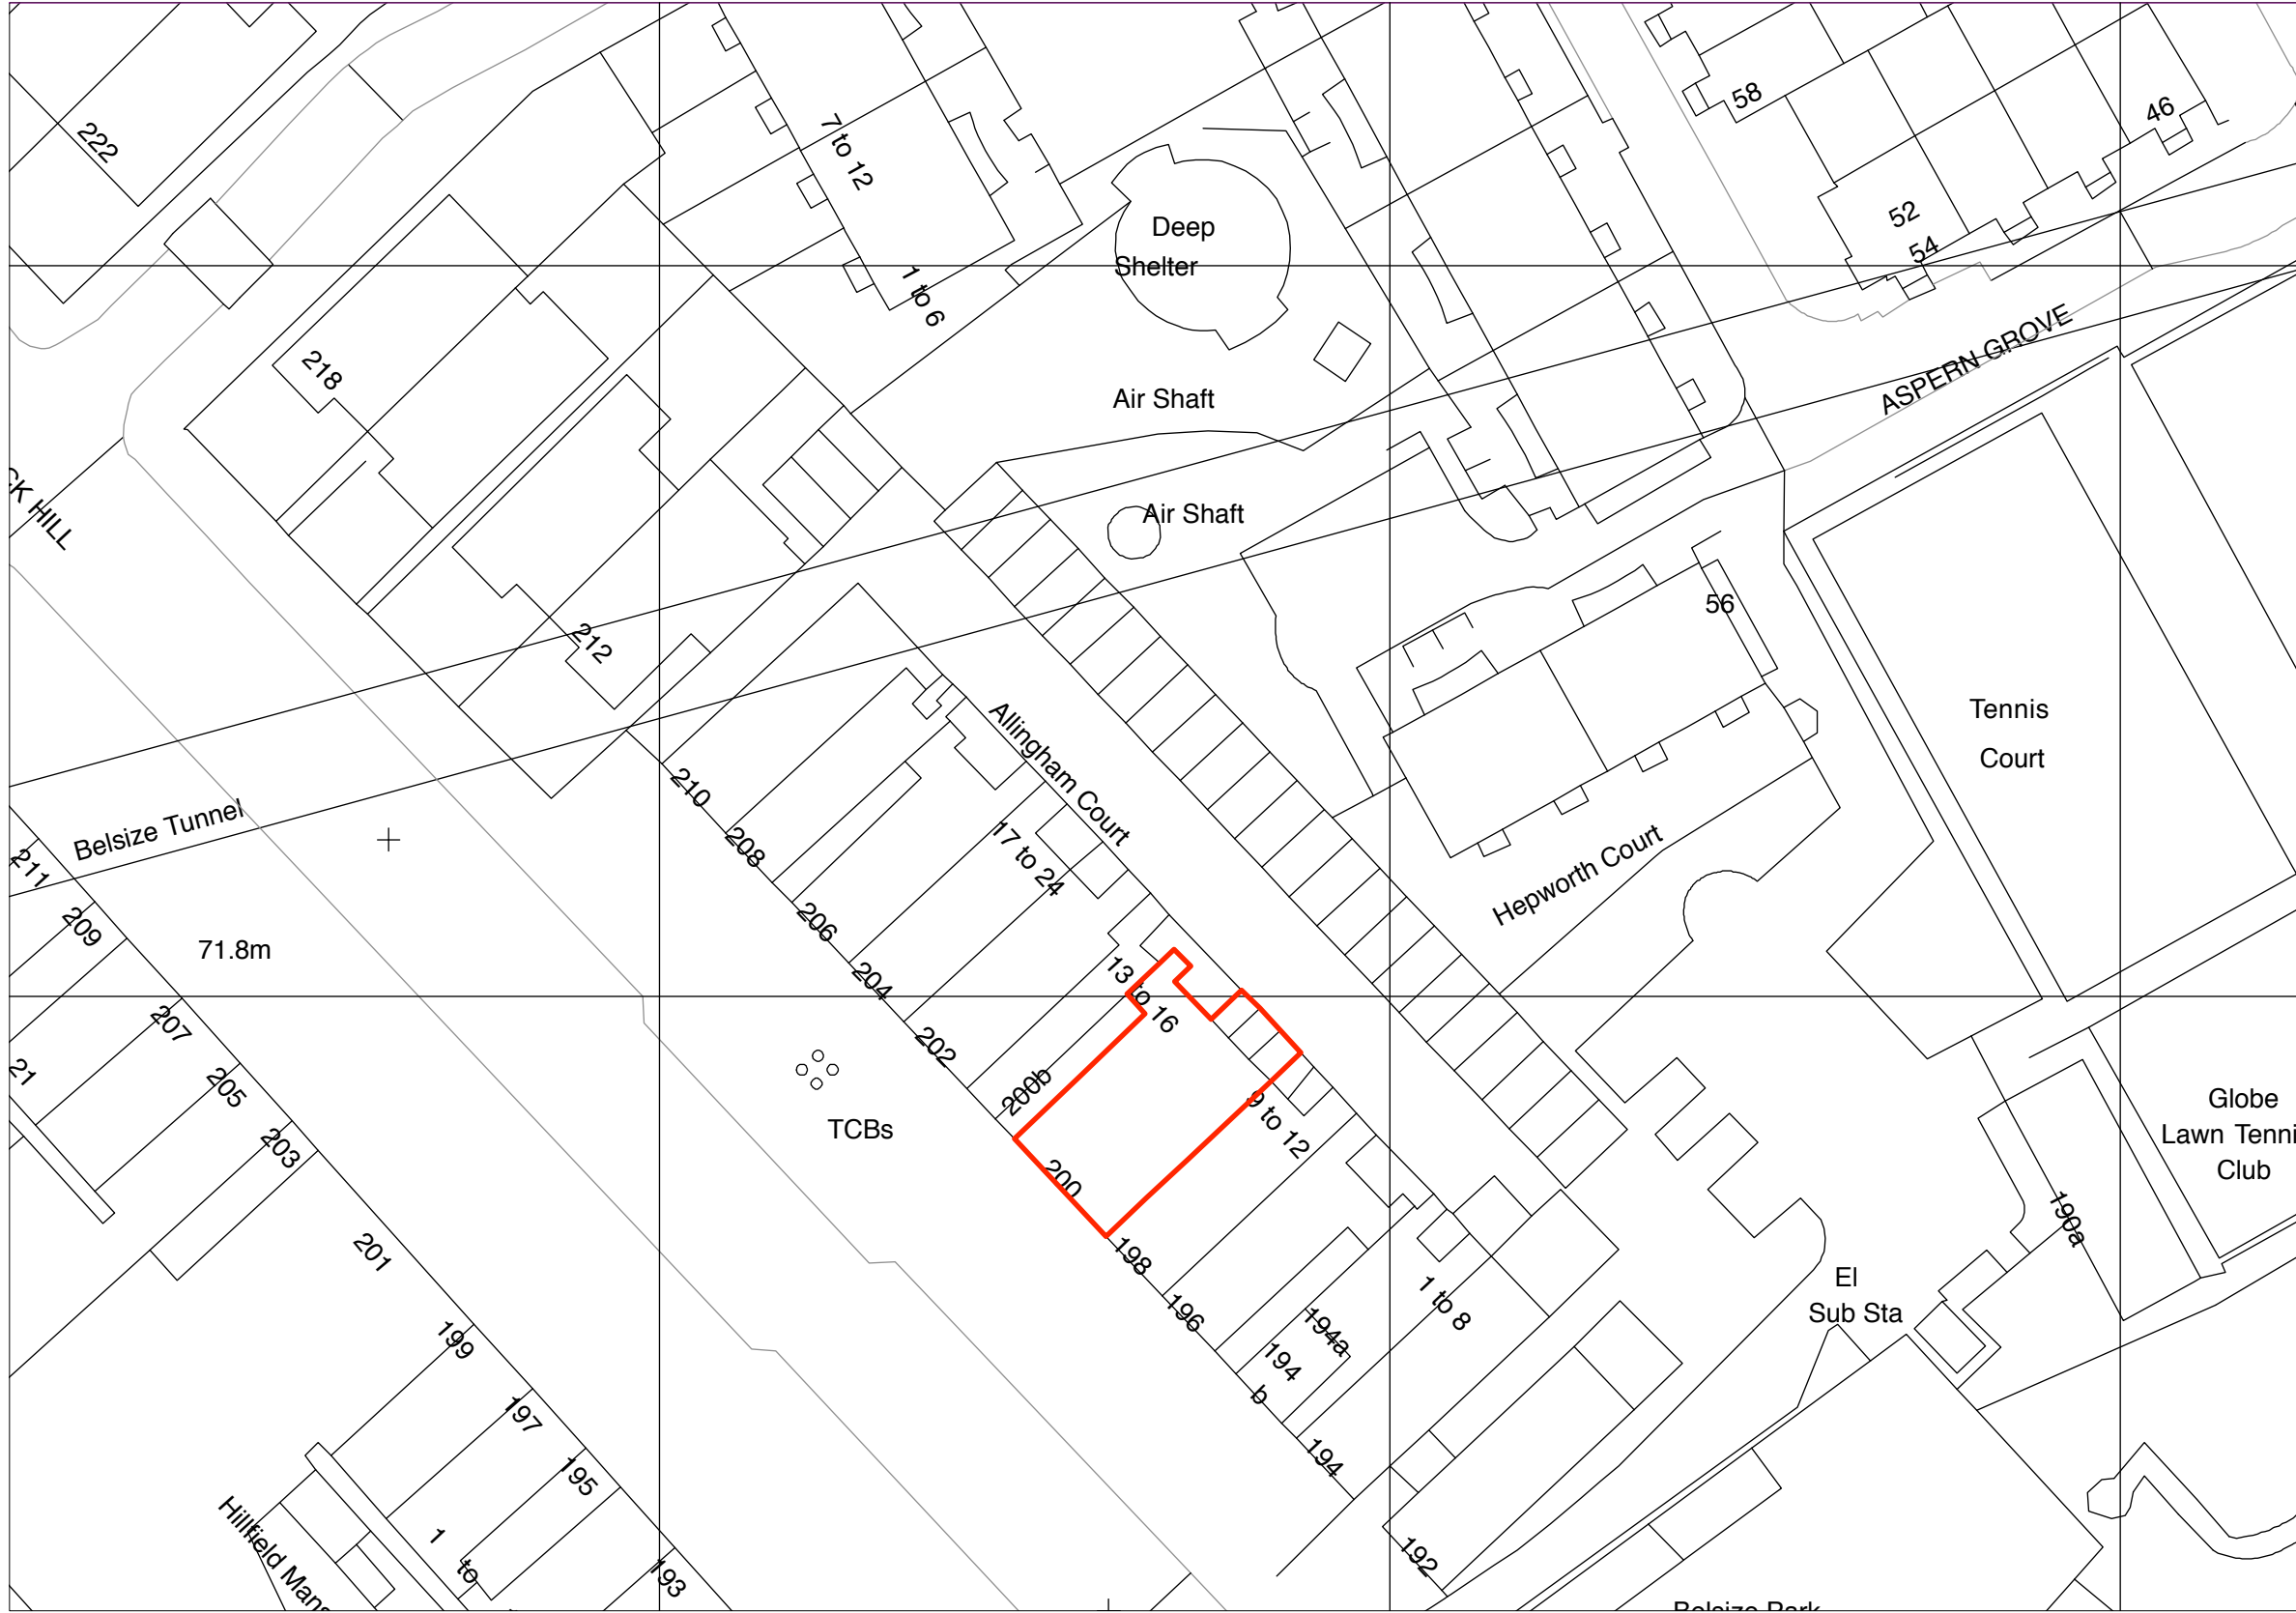 222
7 to 12
58
46
Deep
Shelter
52
54
1 to 6
ASPERN GROVE
218
Air Shaft
CK HILL
Air Shaft
56
212
Tennis
Court
Allingham Court
210
Belsize Tunnel
208
17 to 24
Hepworth Court
211
209
71.8m
206
204
13 to 16
207
202
21
205
200b
TCBs
9 to 12
Globe
Lawn Tenni
Club
203
200
190a
201
198
El
Sub Sta
196
1 to 8
199
194a
194
b
197
194
195
Hillfield Mans
1 to
193
192
Belsize Park